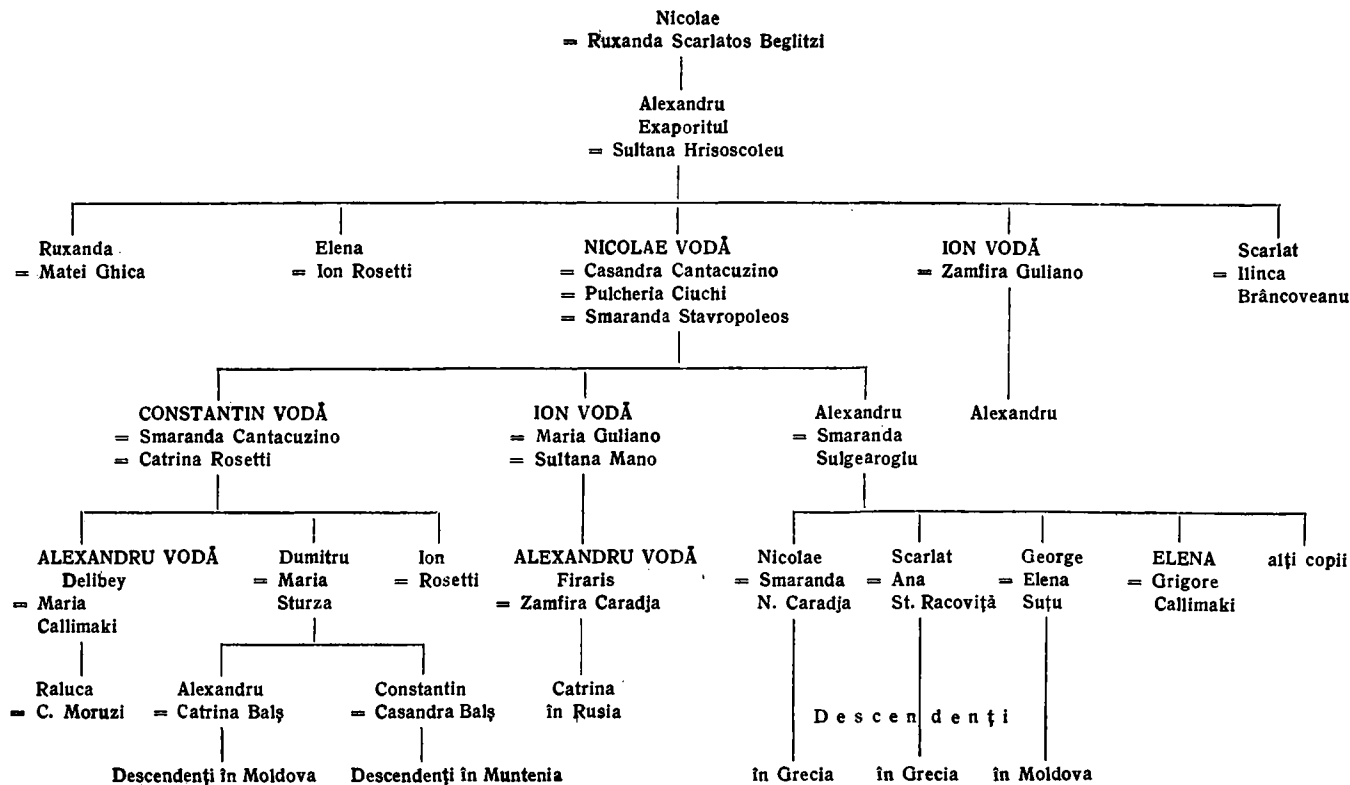 Nicolae
= Ruxanda Scarlatos Beglitzi
Alexandru
Exaporitul
= Sultana Hrisoscoleu
Ruxanda
= Matei Ghica
Elena
= Ion Rosetti
NICOLAE VODĂ
= Casandra Cantacuzino
= Pulcheria Ciuchi
= Smaranda Stavropoleos
ION VODĂ
= Zamfira Guliano
Scarlat
= Ilinca
Brâncoveanu
CONSTANTIN VODĂ
= Smaranda Cantacuzino
= Catrina Rosetti
ION VODĂ
= Maria Guliano
= Sultana Mano
Alexandru
= Smaranda
Sulgearoglu
Alexandru
ALEXANDRU VODĂ
Delibey
= Maria
Callimaki
Dumitru
= Maria
Sturza
Ion
= Rosetti
ALEXANDRU VODĂ
Firaris
= Zamfira Caradja
Nicolae
= Smaranda
N. Caradja
Scarlat
= Ana
St. Racoviță
George
= Elena
Suțu
ELENA
= Grigore
Callimaki
alți copii
Raluca
= C. Moruzi
Alexandru
= Catrina Balș
Constantin
= Casandra Balș
Catrina
în Rusia
Descendenți
Descendenți în Moldova
Descendenți în Muntenia
în Grecia
în Grecia
în Moldova